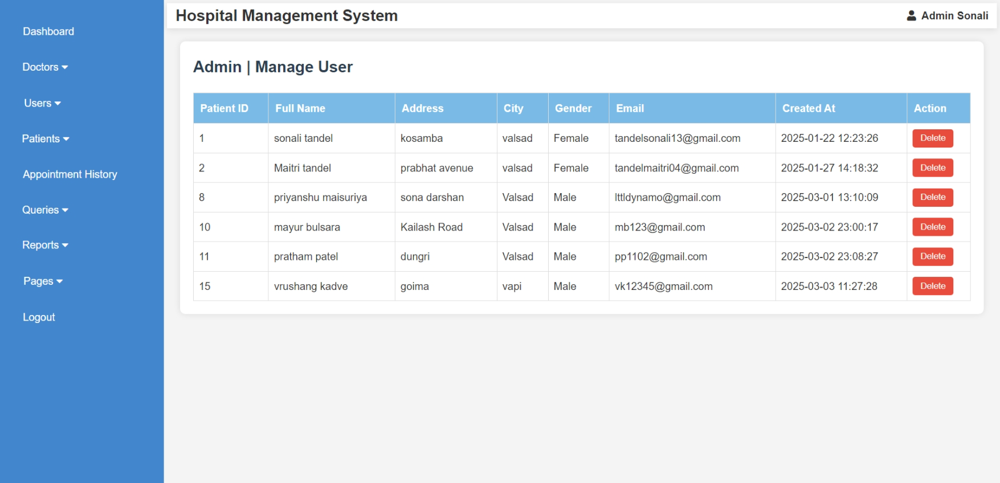 Hospital Management System
Admin Sonali
Dashboard
Doctors
Users
Patients
Appointment History
Queries
Reports
Pages
Logout
Admin | Manage User
Patient ID Full Name Address City Gender Email Created At Action
1 sonali tandel kosamba valsad Female tandelsonali13@gmail.com 2025-01-22 12:23:26 Delete
2 Maitri tandel prabhat avenue valsad Female tandelmaitri04@gmail.com 2025-01-27 14:18:32 Delete
8 priyanshu maisuriya sona darshan Valsad Male lttldynamo@gmail.com 2025-03-01 13:10:09 Delete
10 mayur bulsara Kailash Road Valsad Male mb123@gmail.com 2025-03-02 23:00:17 Delete
11 pratham patel dungri Valsad Male pp1102@gmail.com 2025-03-02 23:08:27 Delete
15 vrushang kadve goima vapi Male vk12345@gmail.com 2025-03-03 11:27:28 Delete